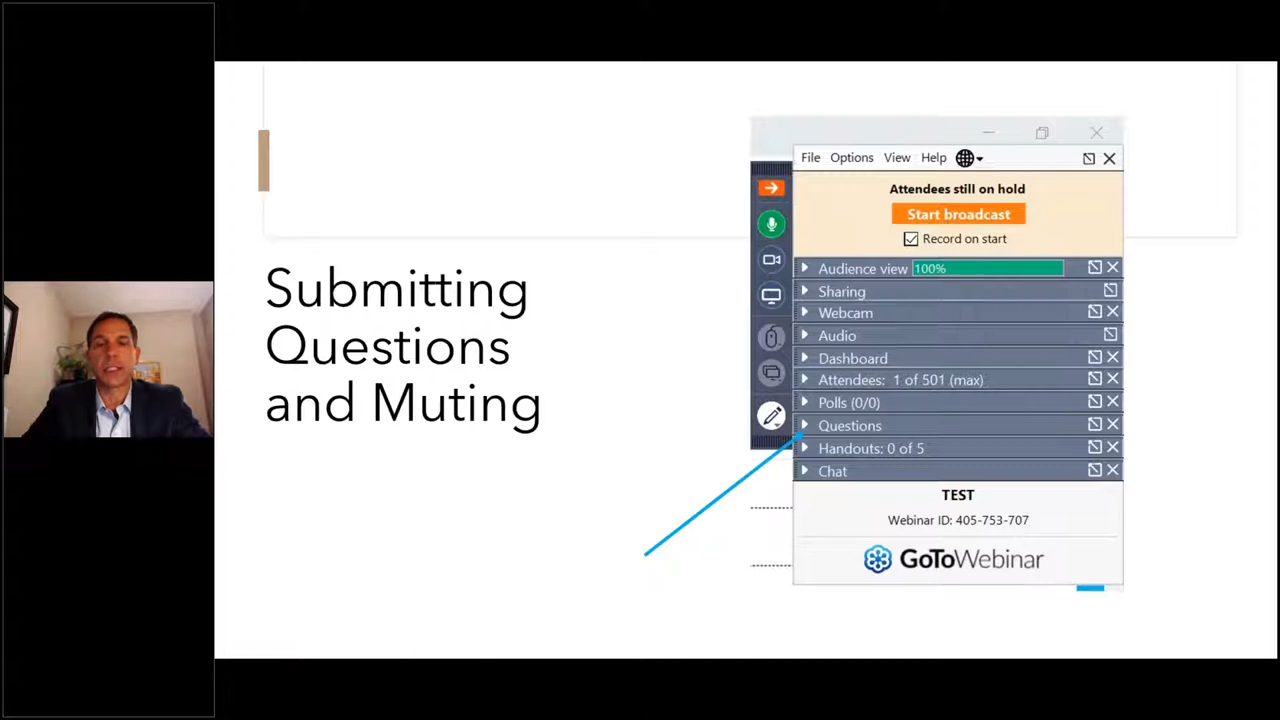 Submitting
Questions
and Muting
File Options View Help
Attendees still on hold
Start broadcast
Record on start
Audience view 100%
Sharing
Webcam
Audio
Dashboard
Attendees: 1 of 501 (max)
Polls (0/0)
Questions
Handouts: 0 of 5
Chat
TEST
Webinar ID: 405-753-707
GoToWebinar